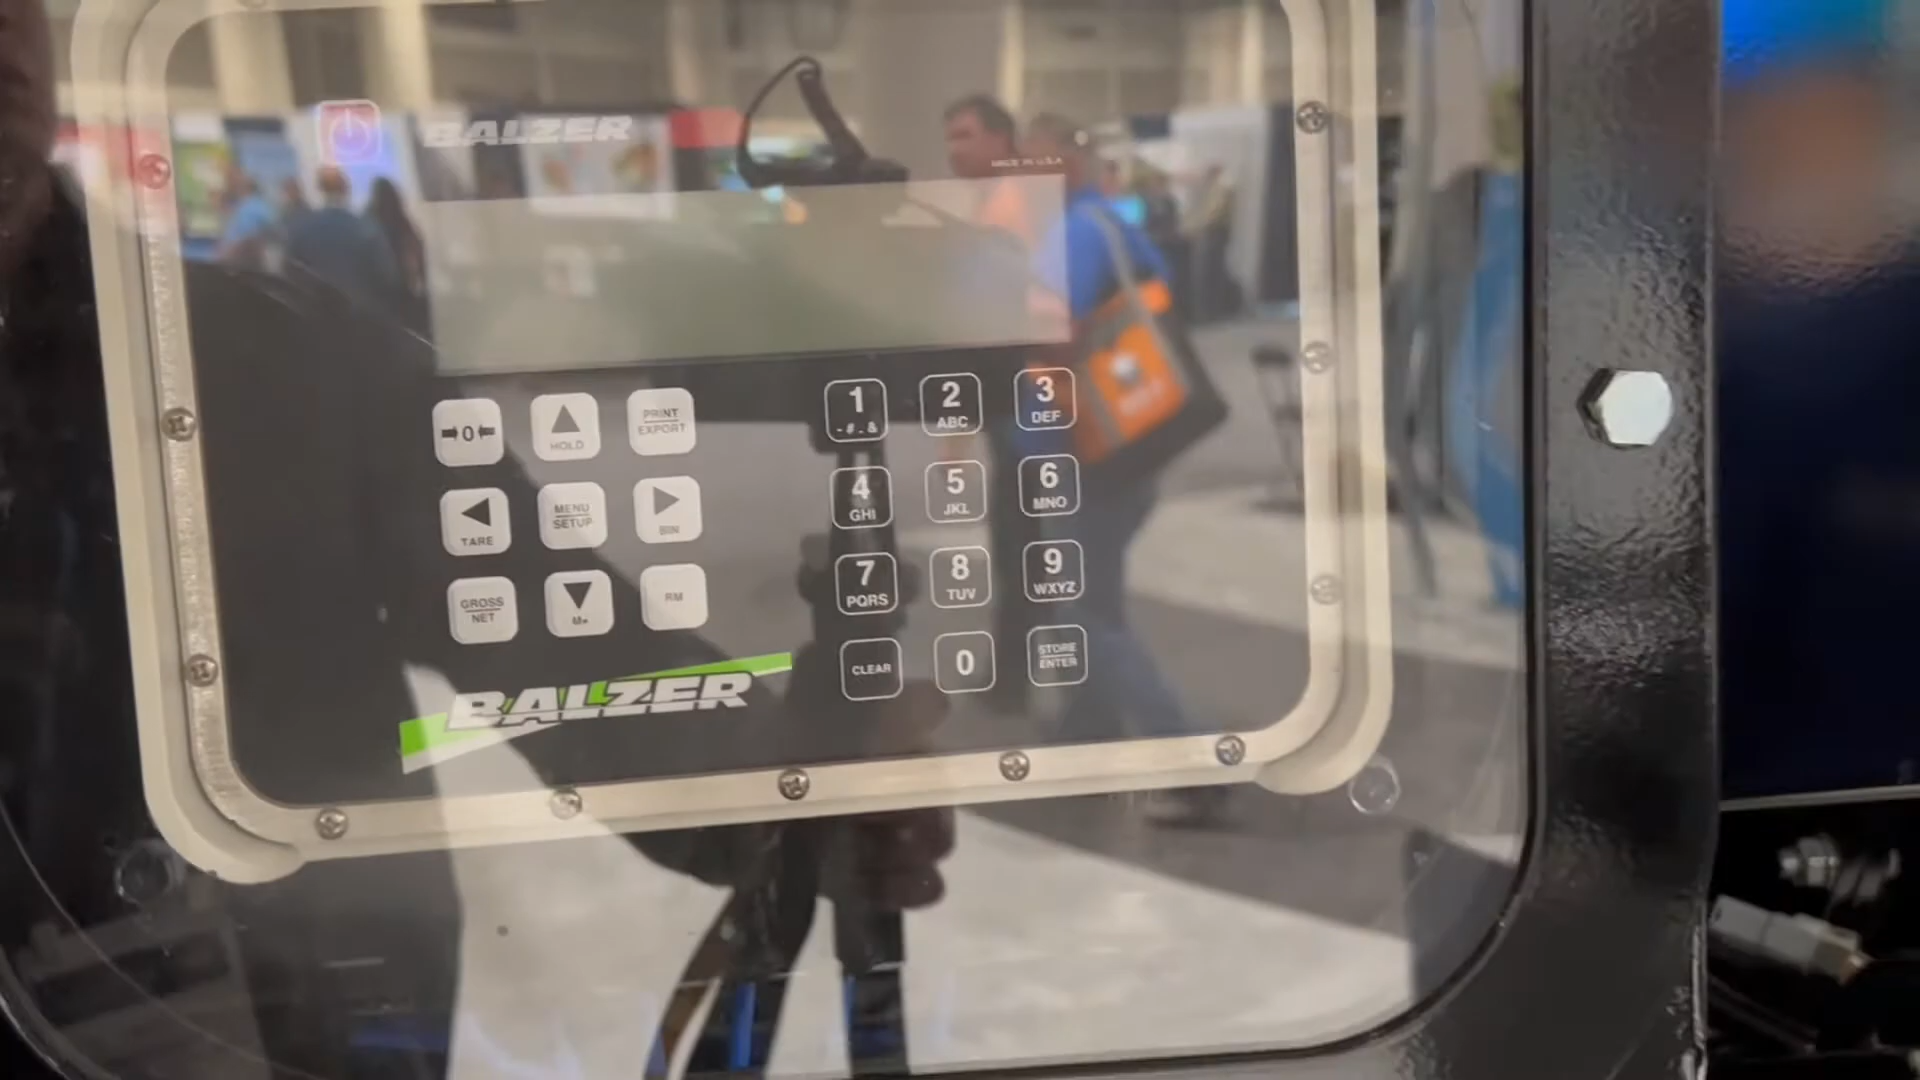 BALZER
MADE IN U.S.A
0
HOLD
PRINT
EXPORT
TARE
MENU
SETUP
BIN
GROSS
NET
M+
RM
1
-#.&
2
ABC
3
DEF
4
GHI
5
JKL
6
MNO
7
PQRS
8
TUV
9
WXYZ
CLEAR
0
STORE
ENTER
BALZER